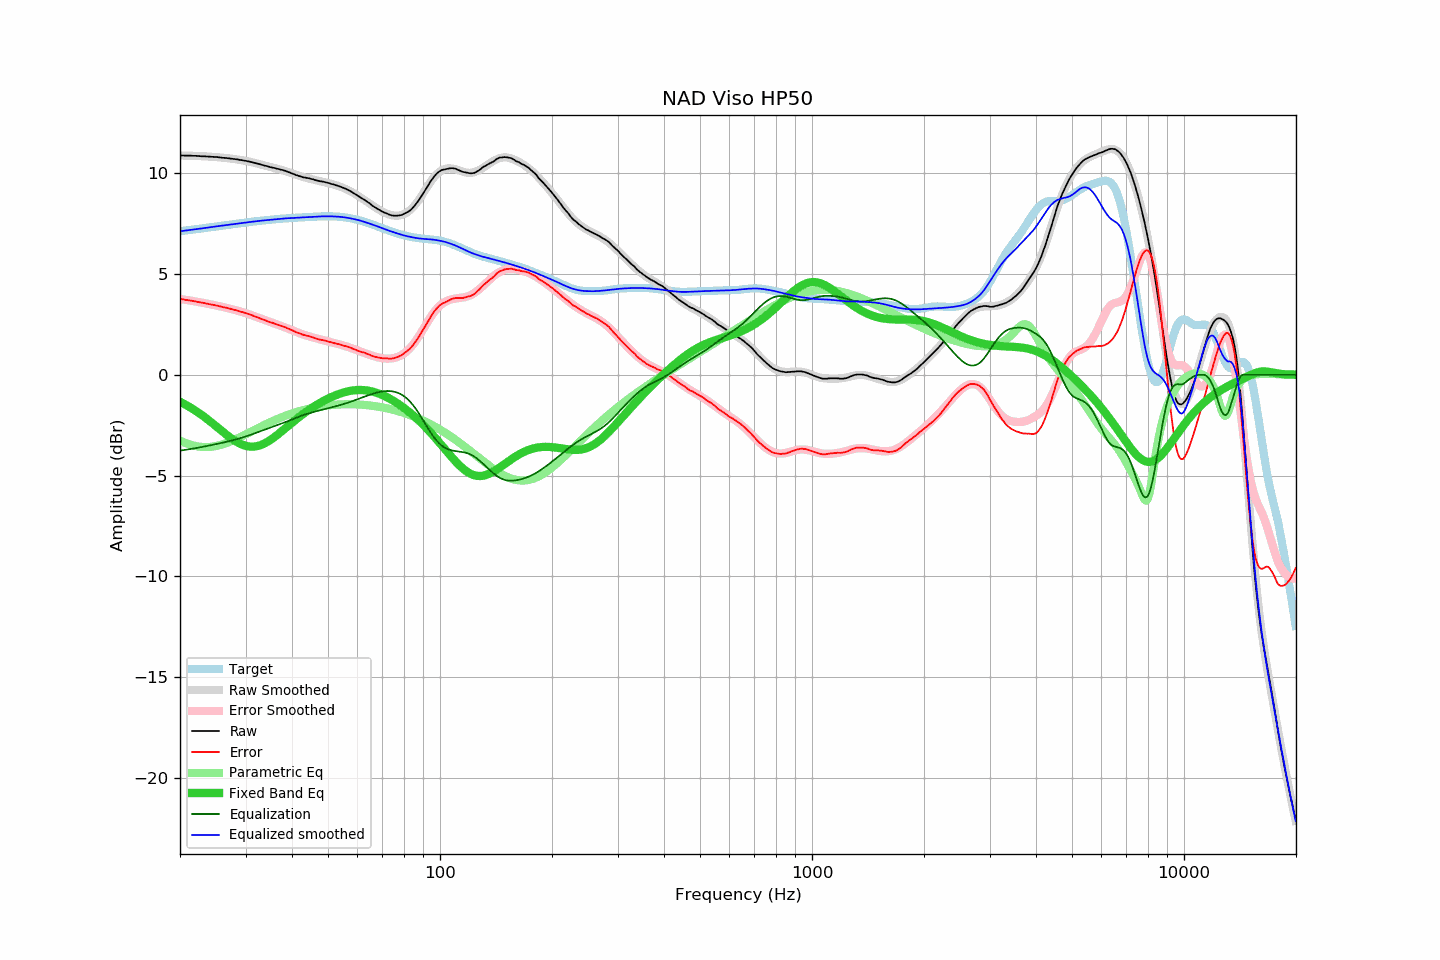 NAD Viso HP50
10
5
0
−5
−10
−15
−20
Amplitude (dBr)
Target
Raw Smoothed
Error Smoothed
Raw
Error
Parametric Eq
Fixed Band Eq
Equalization
Equalized smoothed
100
1000
10000
Frequency (Hz)